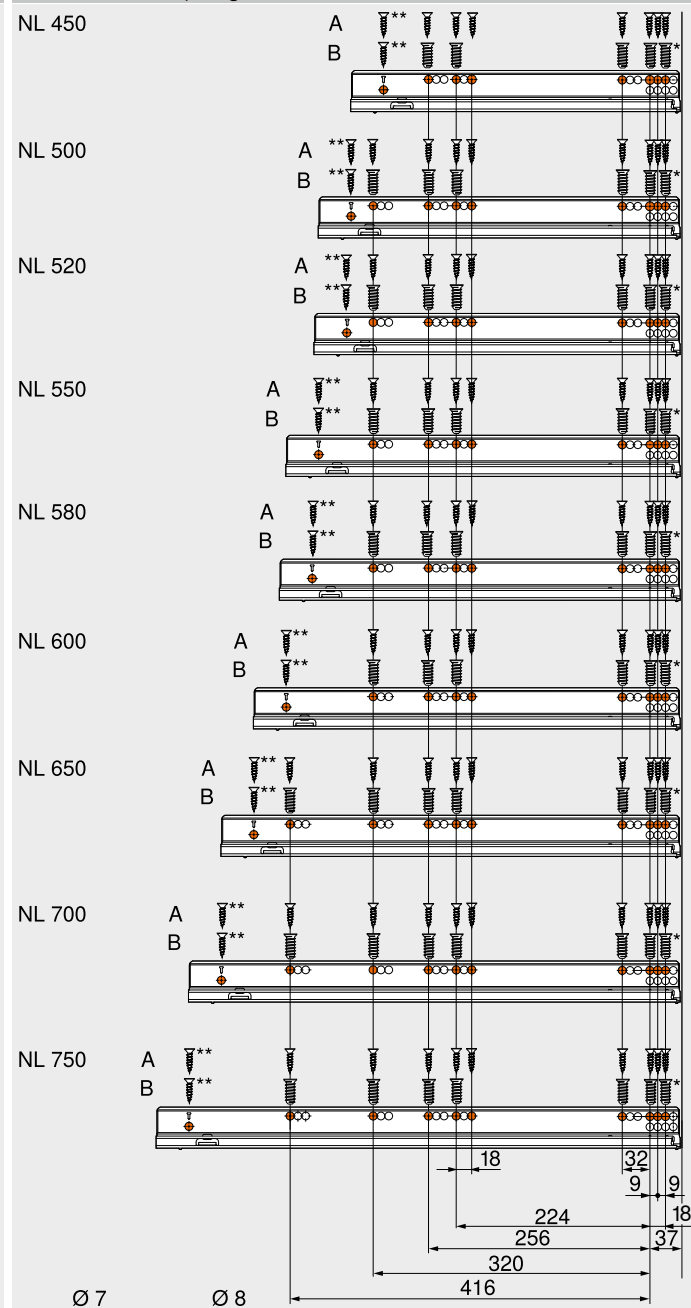 NL 450
A **
B ** *
NL 500
A **
B ** *
NL 520
A **
B ** *
NL 550
A **
B ** *
NL 580
A **
B ** *
NL 600
A **
B ** *
NL 650
A **
B ** *
NL 700
A **
B ** *
NL 750
A **
B ** *
18 32
9 9
224 18
256 37
320
416
Ø 7 Ø 8